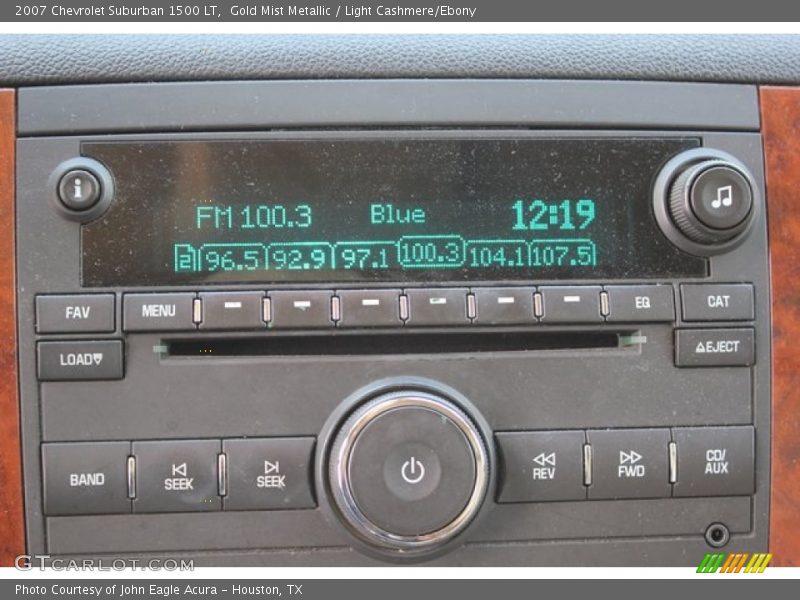 2007 Chevrolet Suburban 1500 LT,  Gold Mist Metallic / Light Cashmere/Ebony
i
FM 100.3 Blue 12:19
2 96.5 92.9 97.1 100.3 104.1 107.5
FAV MENU EQ CAT
LOAD EJECT
BAND SEEK SEEK REV FWD CD/
AUX
GTCARLOT.COM
Photo Courtesy of John Eagle Acura - Houston, TX